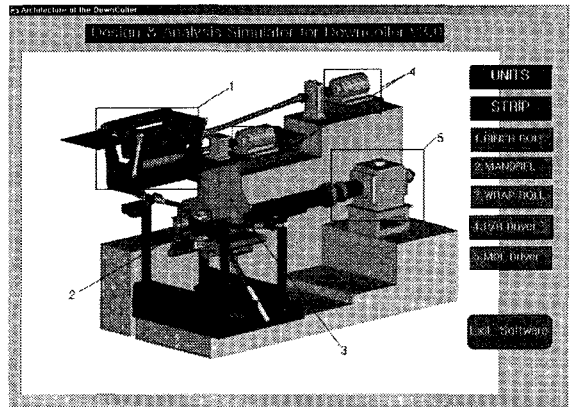 Architecture of the DownCoiler
Design & Analysis Simulator for Downcoiler V3.0
1
4
UNITS
STRIP
5
1.PINCH ROLL
2.MANDREL
3.WRAP ROLL
4.P/R Driver
5.MDL Driver
2
Exit Software
3